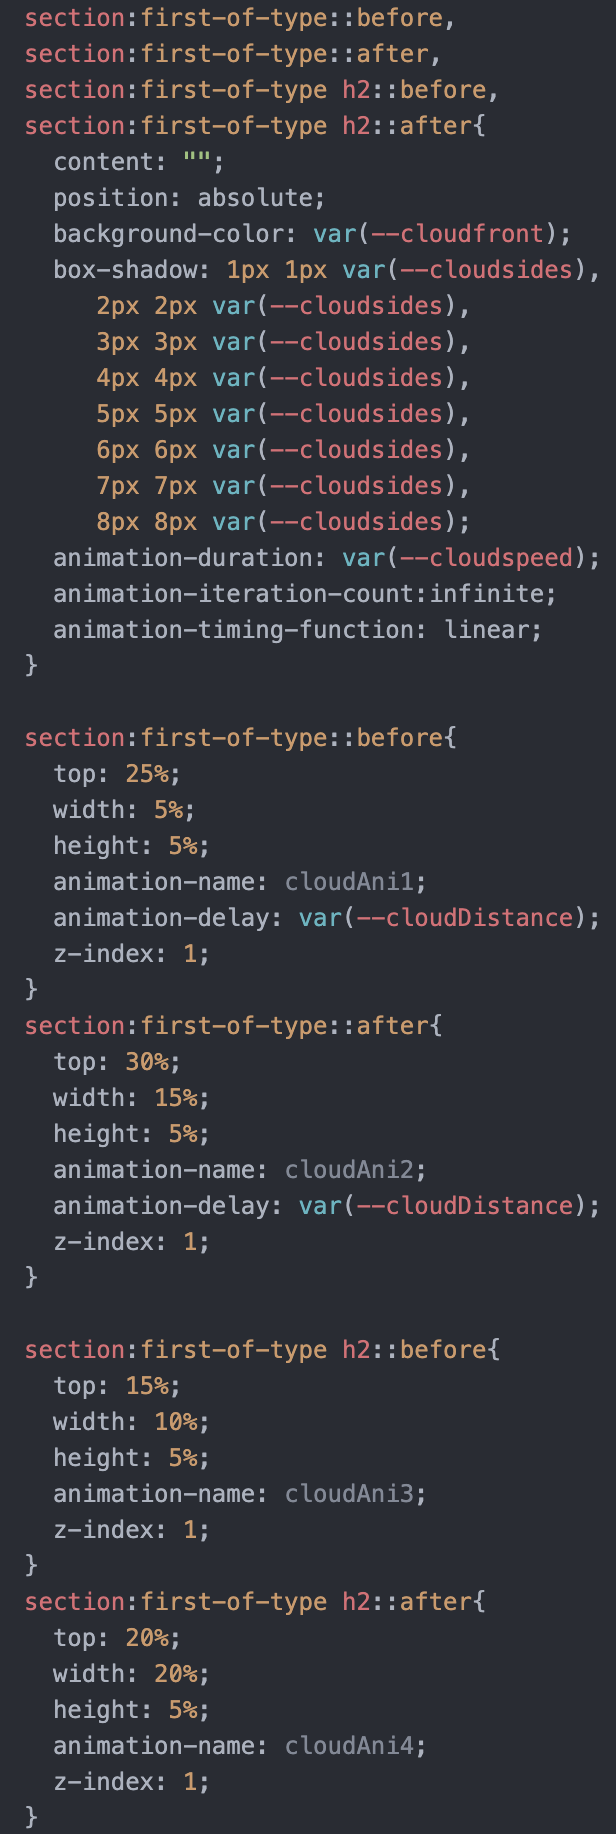 section:first-of-type::before,
section:first-of-type::after,
section:first-of-type h2::before,
section:first-of-type h2::after{
  content: "";
  position: absolute;
  background-color: var(--cloudfront);
  box-shadow: 1px 1px var(--cloudsides),
     2px 2px var(--cloudsides),
     3px 3px var(--cloudsides),
     4px 4px var(--cloudsides),
     5px 5px var(--cloudsides),
     6px 6px var(--cloudsides),
     7px 7px var(--cloudsides),
     8px 8px var(--cloudsides);
  animation-duration: var(--cloudspeed);
  animation-iteration-count:infinite;
  animation-timing-function: linear;
}

section:first-of-type::before{
  top: 25%;
  width: 5%;
  height: 5%;
  animation-name: cloudAni1;
  animation-delay: var(--cloudDistance);
  z-index: 1;
}
section:first-of-type::after{
  top: 30%;
  width: 15%;
  height: 5%;
  animation-name: cloudAni2;
  animation-delay: var(--cloudDistance);
  z-index: 1;
}

section:first-of-type h2::before{
  top: 15%;
  width: 10%;
  height: 5%;
  animation-name: cloudAni3;
  z-index: 1;
}
section:first-of-type h2::after{
  top: 20%;
  width: 20%;
  height: 5%;
  animation-name: cloudAni4;
  z-index: 1;
}